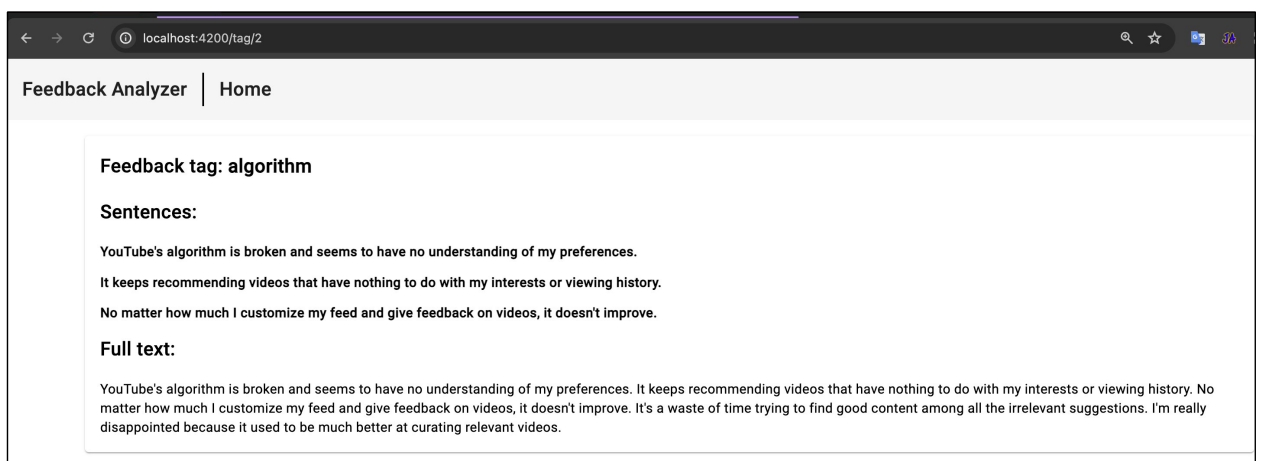 localhost:4200/tag/2
JA
Feedback Analyzer | Home
Feedback tag: algorithm
Sentences:
YouTube's algorithm is broken and seems to have no understanding of my preferences.
It keeps recommending videos that have nothing to do with my interests or viewing history.
No matter how much I customize my feed and give feedback on videos, it doesn't improve.
Full text:
YouTube's algorithm is broken and seems to have no understanding of my preferences. It keeps recommending videos that have nothing to do with my interests or viewing history. No
matter how much I customize my feed and give feedback on videos, it doesn't improve. It's a waste of time trying to find good content among all the irrelevant suggestions. I'm really
disappointed because it used to be much better at curating relevant videos.